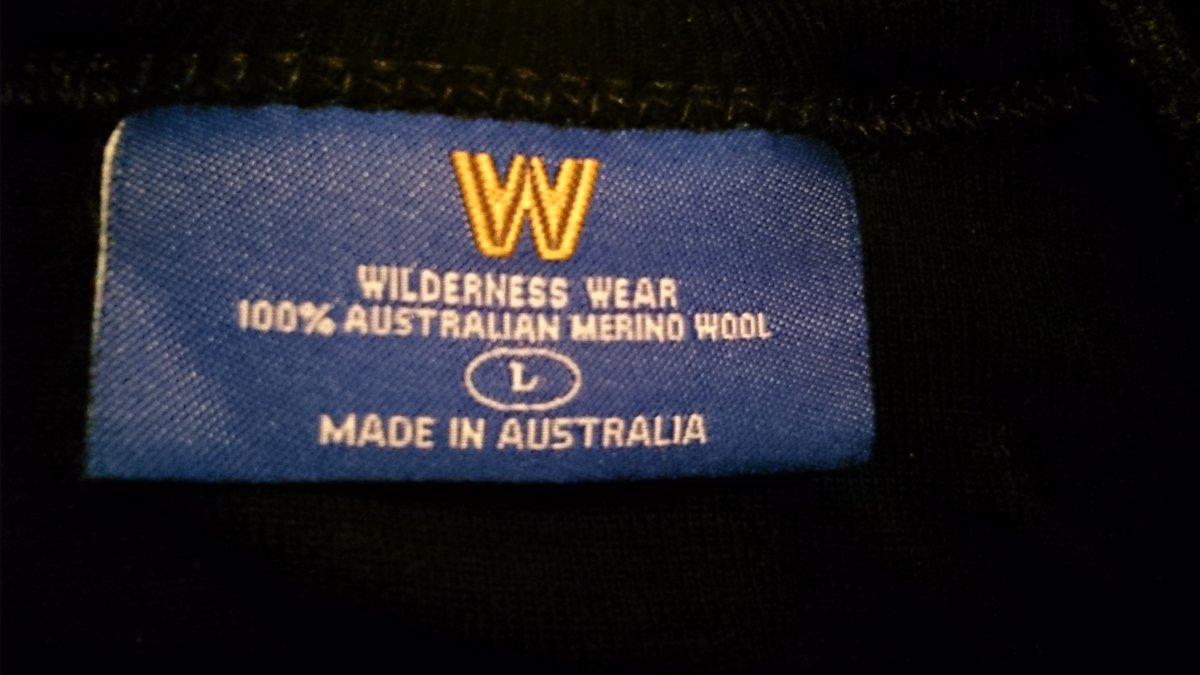 W
WILDERNESS WEAR
100% AUSTRALIAN MERINO WOOL
L
MADE IN AUSTRALIA